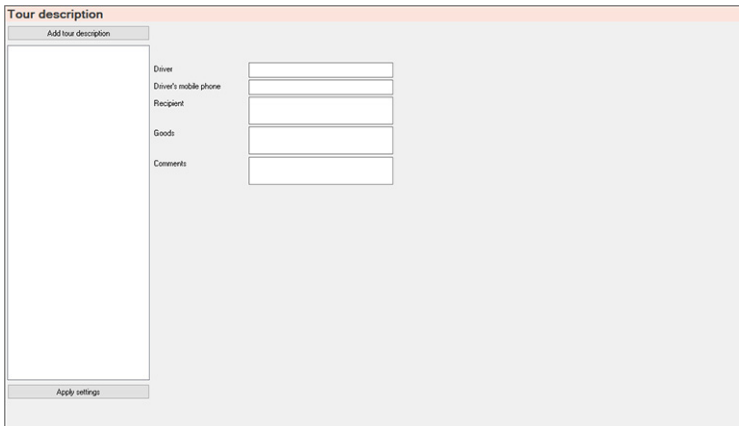 Tour description
Add tour description
Driver
Driver's mobile phone
Recipient
Goods
Comments
Apply settings